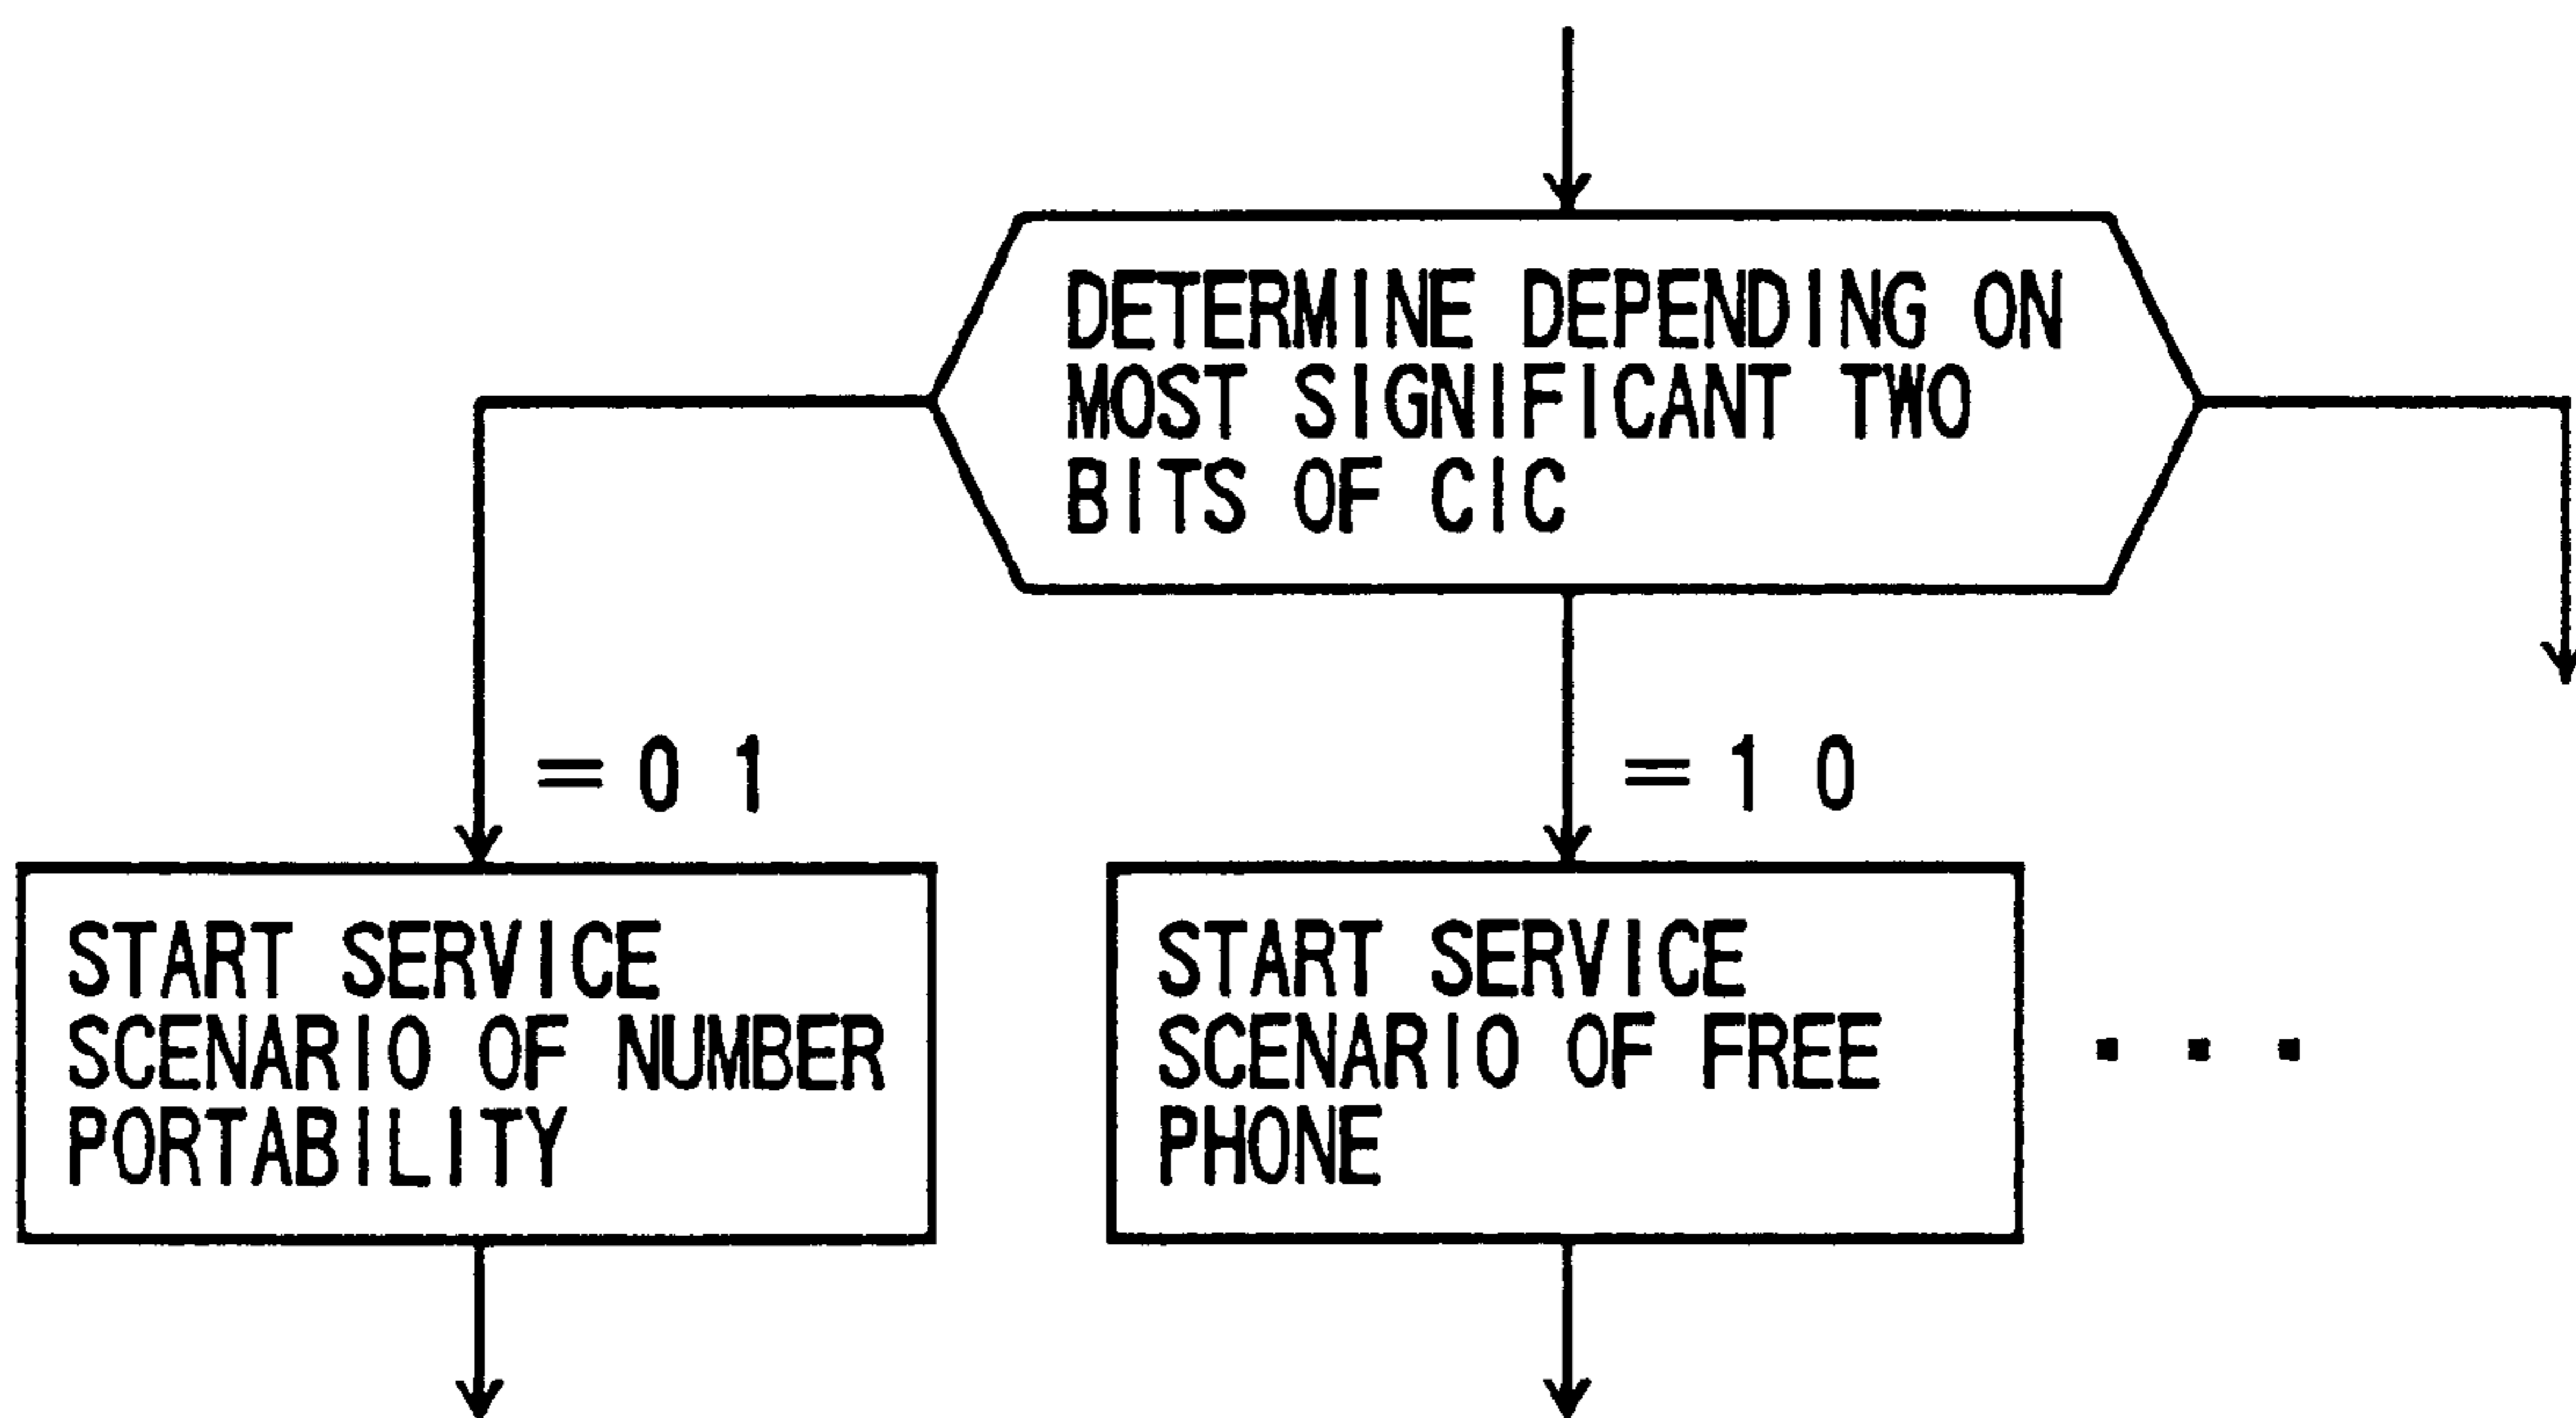 DETERMINE DEPENDING ON
MOST SIGNIFICANT TWO
BITS OF CIC
=01
=10
START SERVICE
SCENARIO OF NUMBER
PORTABILITY
START SERVICE
SCENARIO OF FREE
PHONE
...